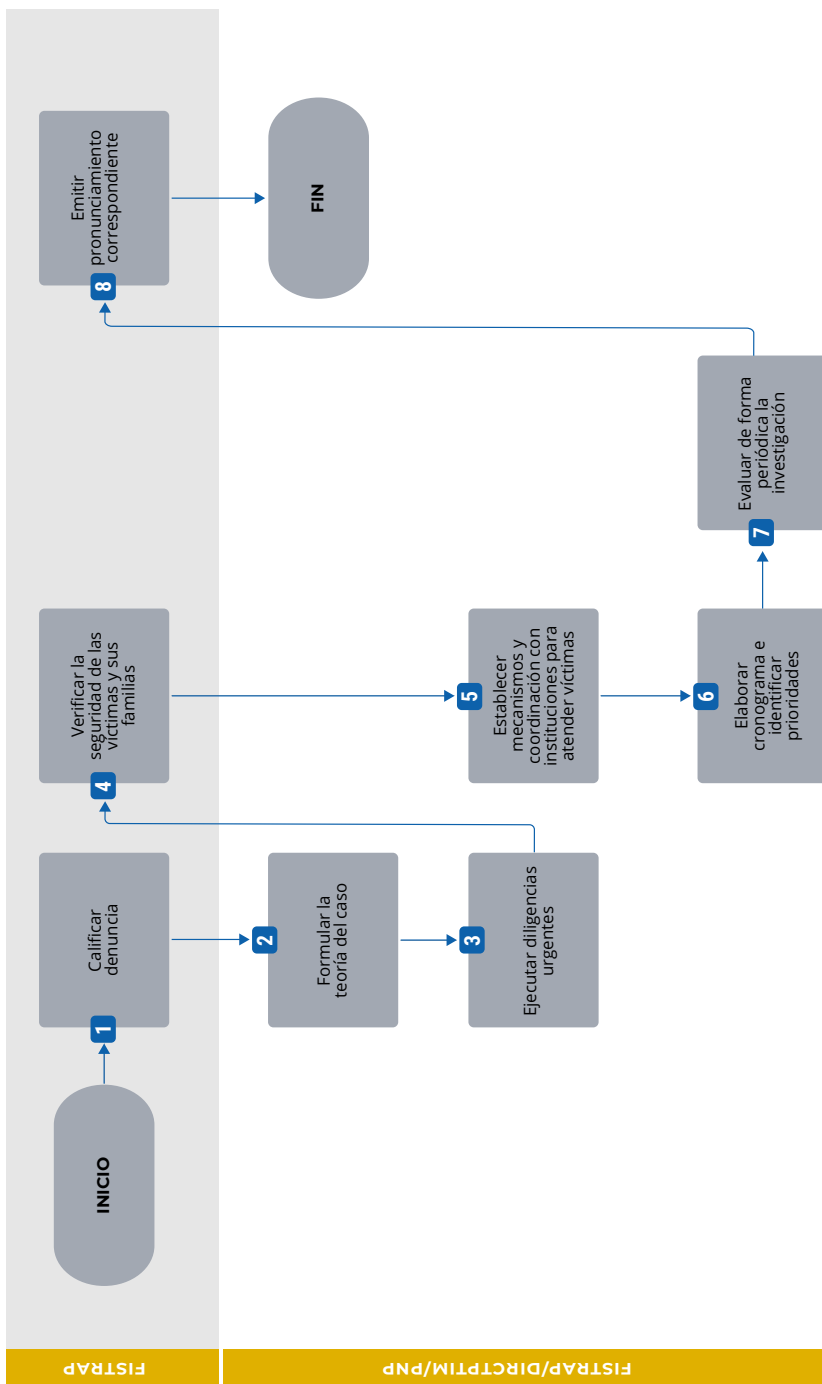 FISTRAP
INICIO
1
Calificar
denuncia
4
Verificar la
seguridad de las
víctimas y sus
familias
8
Emitir
pronunciamiento
correspondiente
FISTRAP/DIRCTPTIM/PNP
2
Formular la
teoría del caso
3
Ejecutar diligencias
urgentes
5
Establecer
mecanismos y
coordinación con
instituciones para
atender víctimas
6
Elaborar
cronograma e
identificar
prioridades
7
Evaluar de forma
periódica la
investigación
FIN